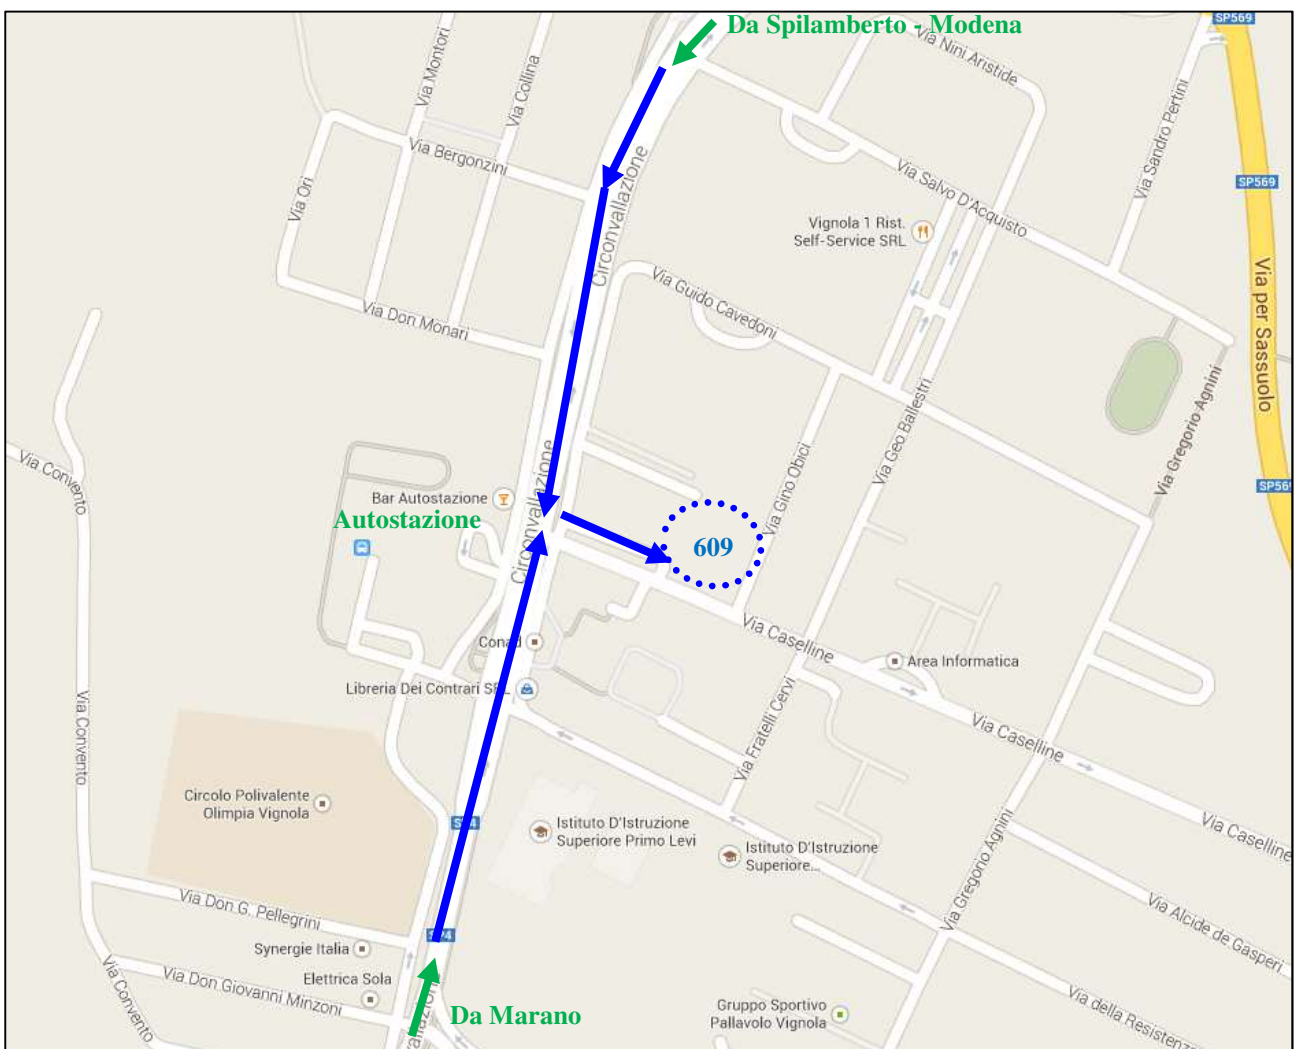 SP569
Da Spilamberto - Modena
Via Nini Aristide
Via Montori
Via Collina
Via Sandro Pertini
Via Bergonzini
Circonvallazione
Via Salvo D'Acquisto
SP569
Via Ori
Vignola 1 Rist.
Self-Service SRL
Via Guido Cavedoni
Via per Sassuolo
Via Don Monari
Via Gregorio Agnini
Via Geo Ballestri
Via Gino Obici
Via Convento
Circonvallazione
Bar Autostazione
Autostazione
609
Via Caselline
Conad
Area Informatica
Libreria Dei Contrari SRL
Via Convento
Via Fratelli Cervi
Via Caselline
Circolo Polivalente
Olimpia Vignola
SP4
Istituto D'Istruzione
Superiore Primo Levi
Istituto D'Istruzione
Superiore...
Via Caselline
Via Gregorio Agnini
Via Don G. Pellegrini
Via Alcide de Gasperi
SP4
Synergie Italia
Elettrica Sola
Via Convento
Via Don Giovanni Minzoni
Da Marano
Gruppo Sportivo
Pallavolo Vignola
Via della Resistenza